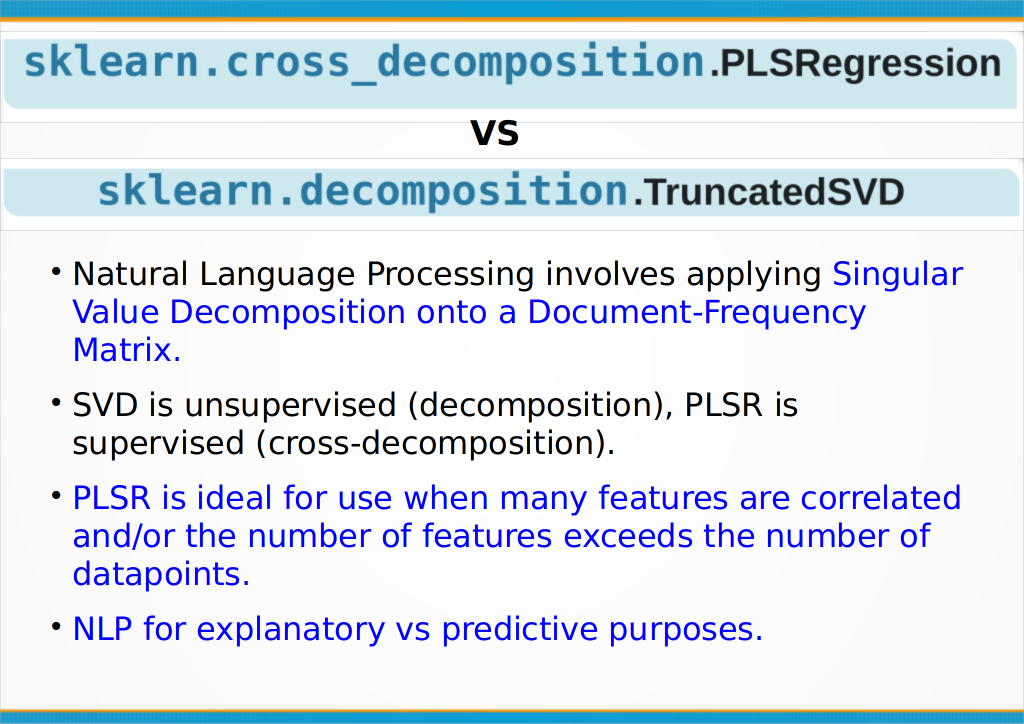 sklearn.cross_decomposition.PLSRegression
VS
sklearn.decomposition.TruncatedSVD
• Natural Language Processing involves applying Singular
Value Decomposition onto a Document-Frequency
Matrix.
• SVD is unsupervised (decomposition), PLSR is
supervised (cross-decomposition).
• PLSR is ideal for use when many features are correlated
and/or the number of features exceeds the number of
datapoints.
• NLP for explanatory vs predictive purposes.